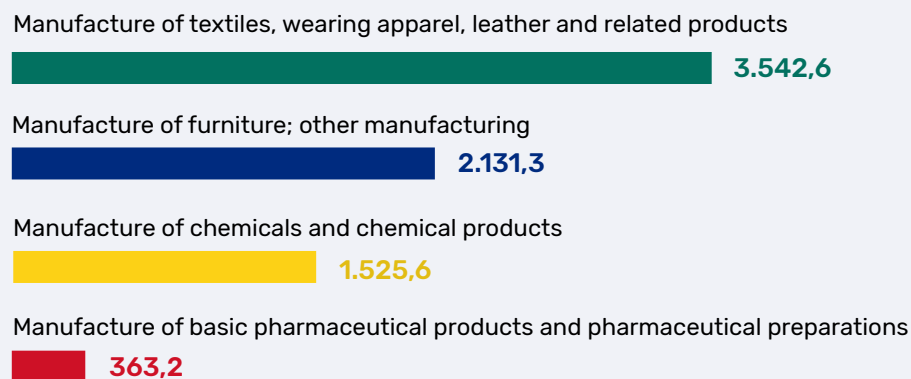 Manufacture of textiles, wearing apparel, leather and related products
3.542,6
Manufacture of furniture; other manufacturing
2.131,3
Manufacture of chemicals and chemical products
1.525,6
Manufacture of basic pharmaceutical products and pharmaceutical preparations
363,2